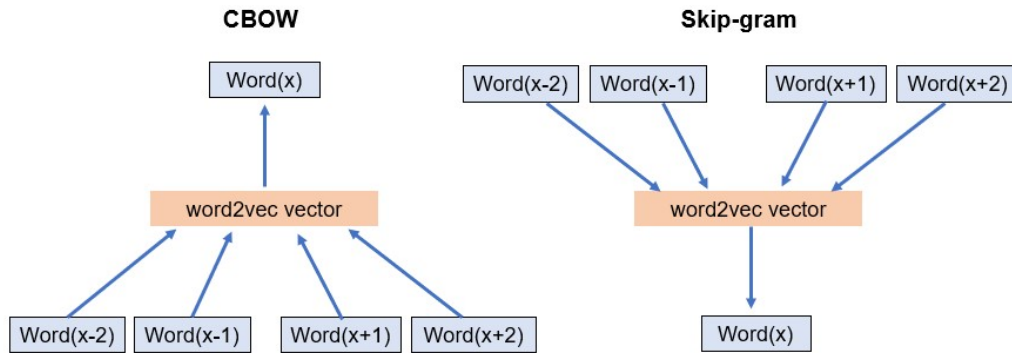 CBOW
Word(x)
word2vec vector
Word(x-2) Word(x-1) Word(x+1) Word(x+2)
Skip-gram
Word(x-2) Word(x-1) Word(x+1) Word(x+2)
word2vec vector
Word(x)